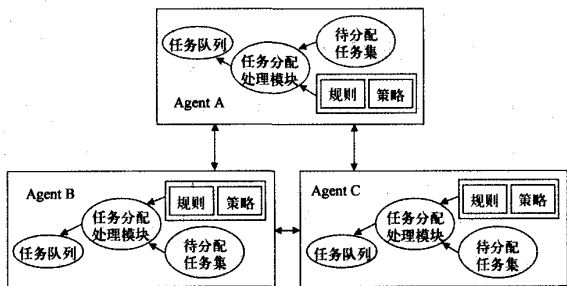 任务队列
待分配
任务集
任务分配
处理模块
规则
策略
Agent A
Agent B
规则
策略
任务分配
处理模块
任务队列
待分配
任务集
Agent C
规则
策略
任务分配
处理模块
任务队列
待分配
任务集